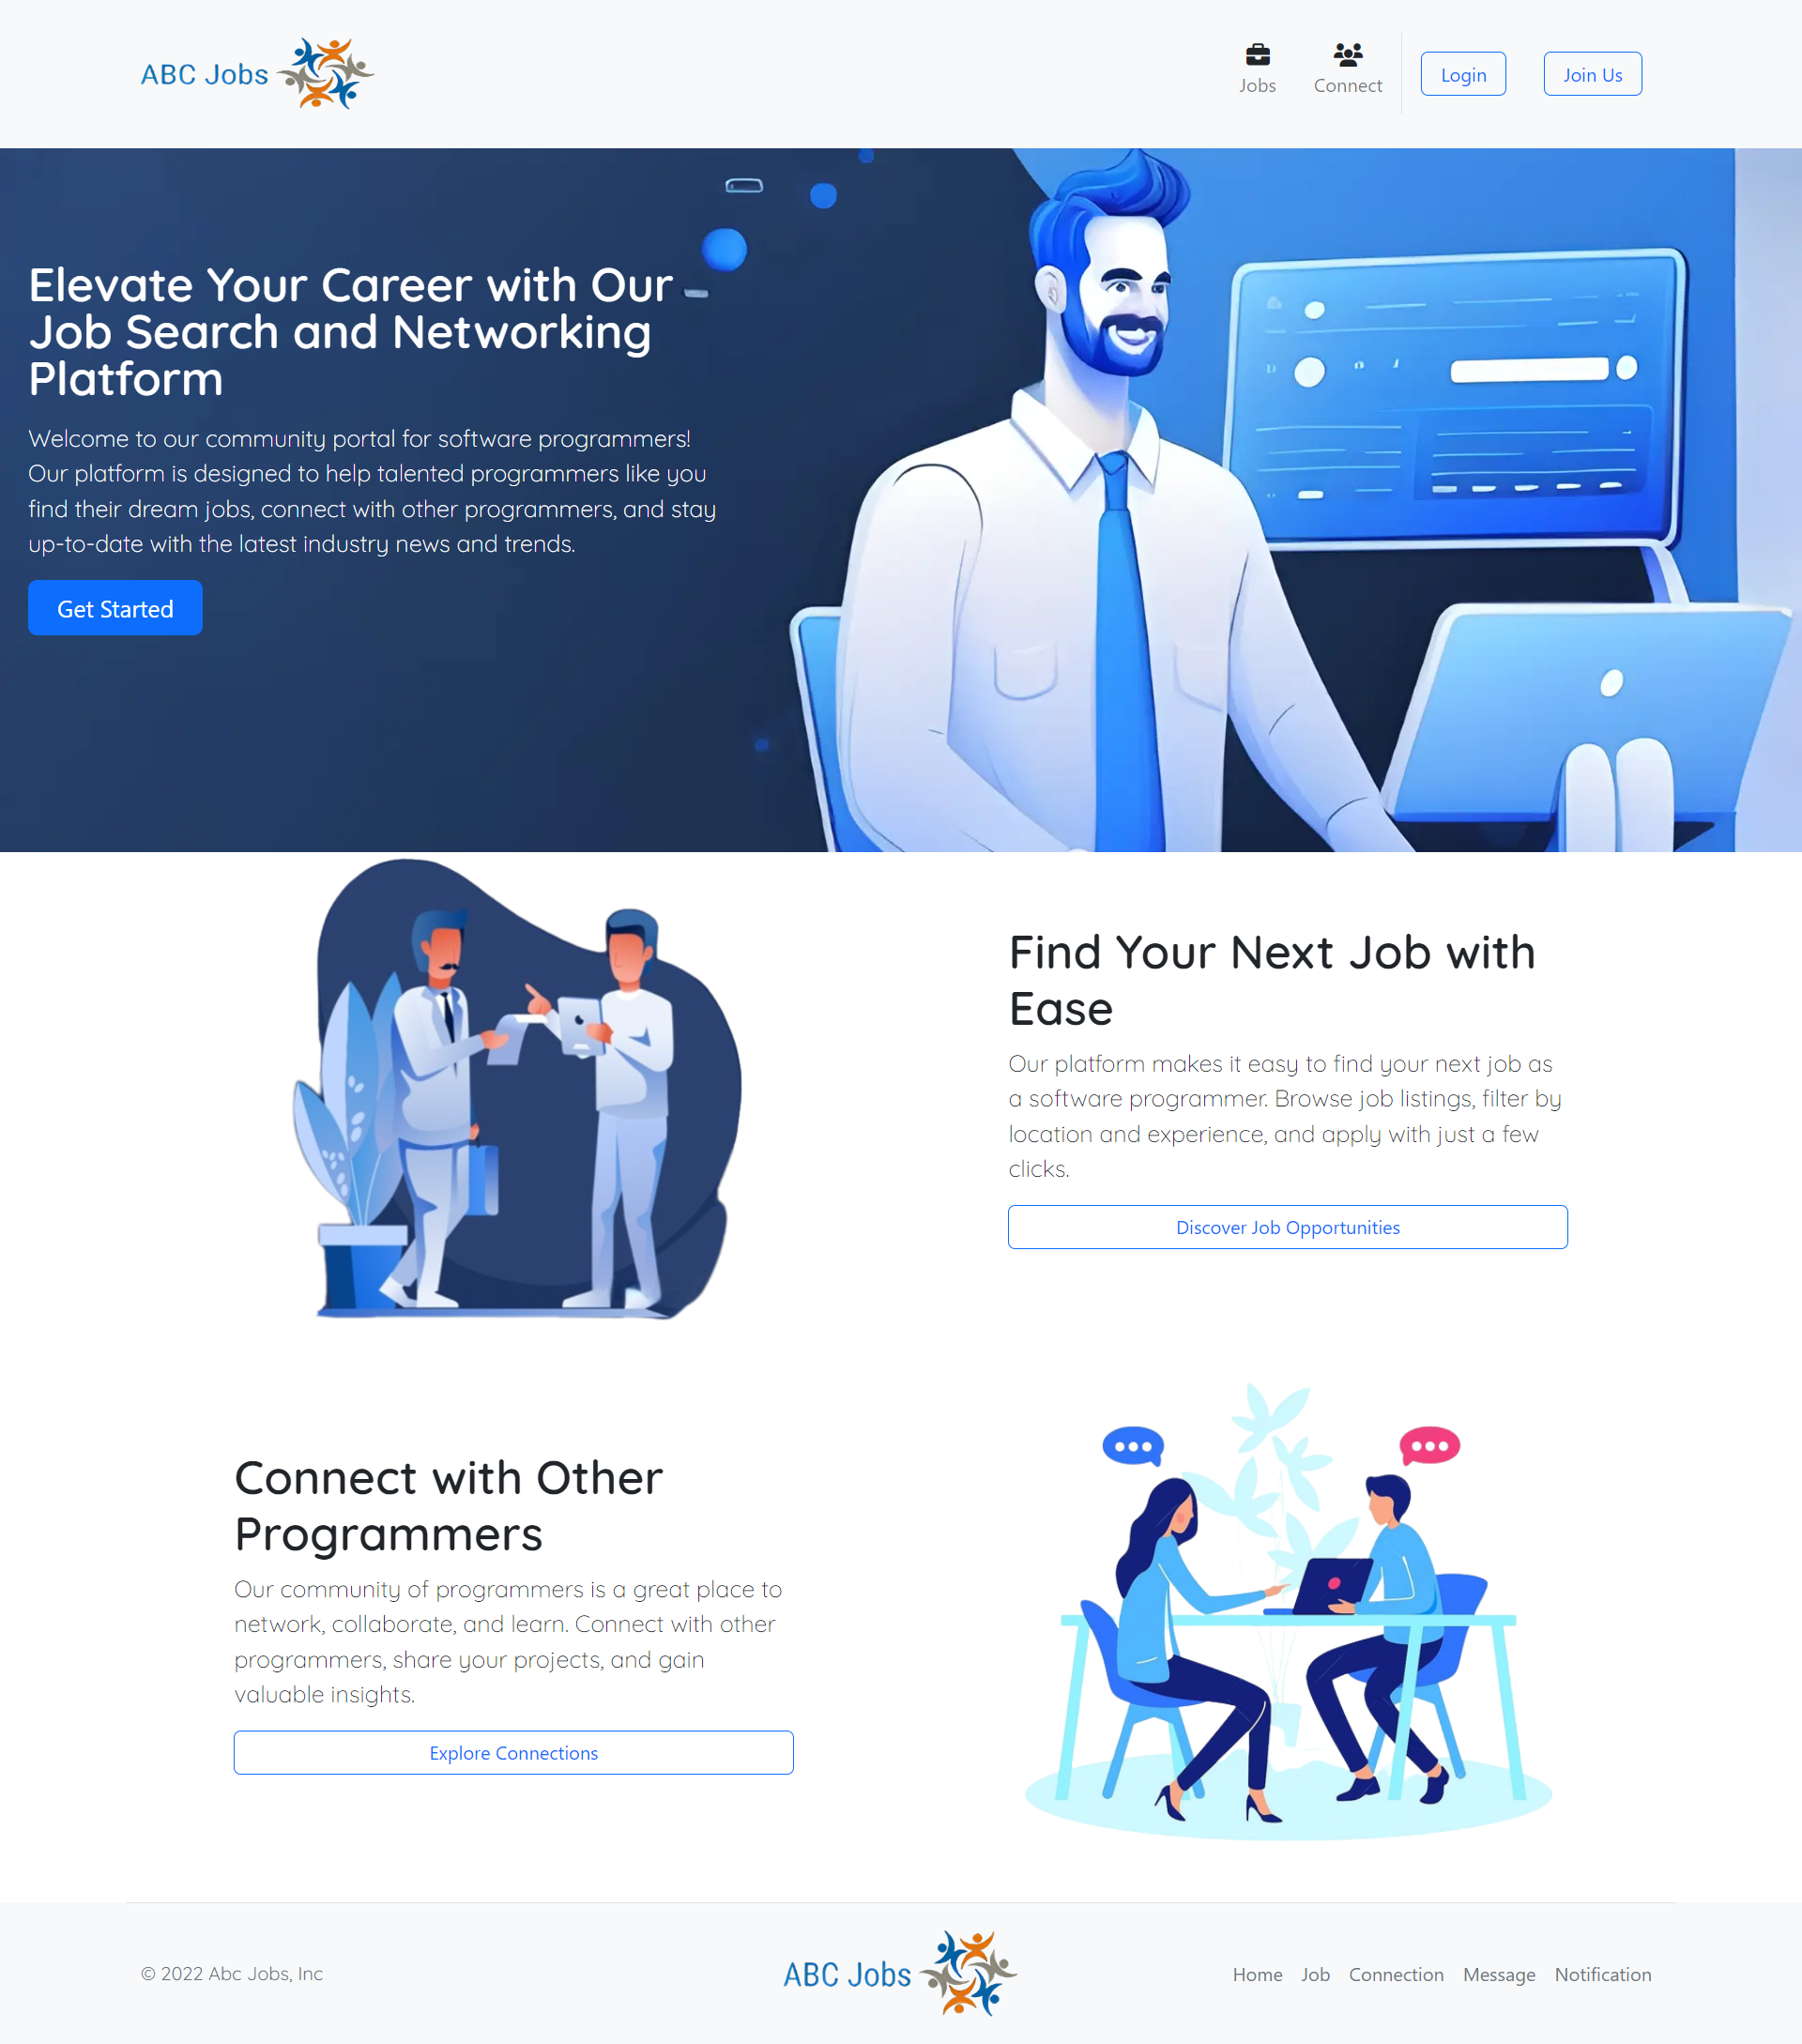 ABC Jobs
Jobs
Connect
Login
Join Us
Elevate Your Career with Our
Job Search and Networking
Platform
Welcome to our community portal for software programmers!
Our platform is designed to help talented programmers like you
find their dream jobs, connect with other programmers, and stay
up-to-date with the latest industry news and trends.
Get Started
Find Your Next Job with
Ease
Our platform makes it easy to find your next job as
a software programmer. Browse job listings, filter by
location and experience, and apply with just a few
clicks.
Discover Job Opportunities
Connect with Other
Programmers
Our community of programmers is a great place to
network, collaborate, and learn. Connect with other
programmers, share your projects, and gain
valuable insights.
Explore Connections
© 2022 Abc Jobs, Inc
ABC Jobs
Home Job Connection Message Notification